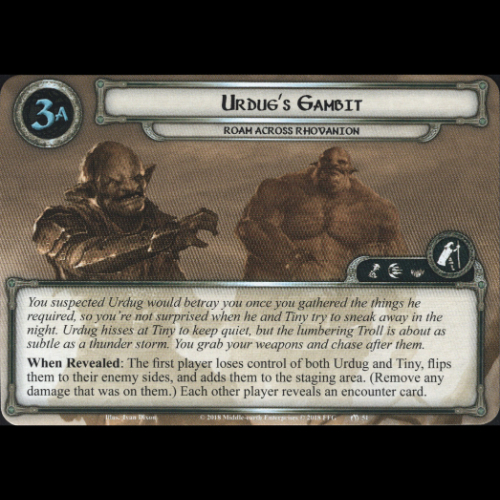 3A
URDUG'S GAMBIT
ROAM ACROSS RHOVANION
You suspected Urdug would betray you once you gathered the things he
required, so you're not surprised when he and Tiny try to sneak away in the
night. Urdug hisses at Tiny to keep quiet, but the lumbering Troll is about as
subtle as a thunder storm. You grab your weapons and chase after them.
When Revealed: The first player loses control of both Urdug and Tiny, flips
them to their enemy sides, and adds them to the staging area. (Remove any
damage that was on them.) Each other player reveals an encounter card.
Illus. Ivan Dixon
© 2018 Middle-earth Enterprises © 2018 FFG
51